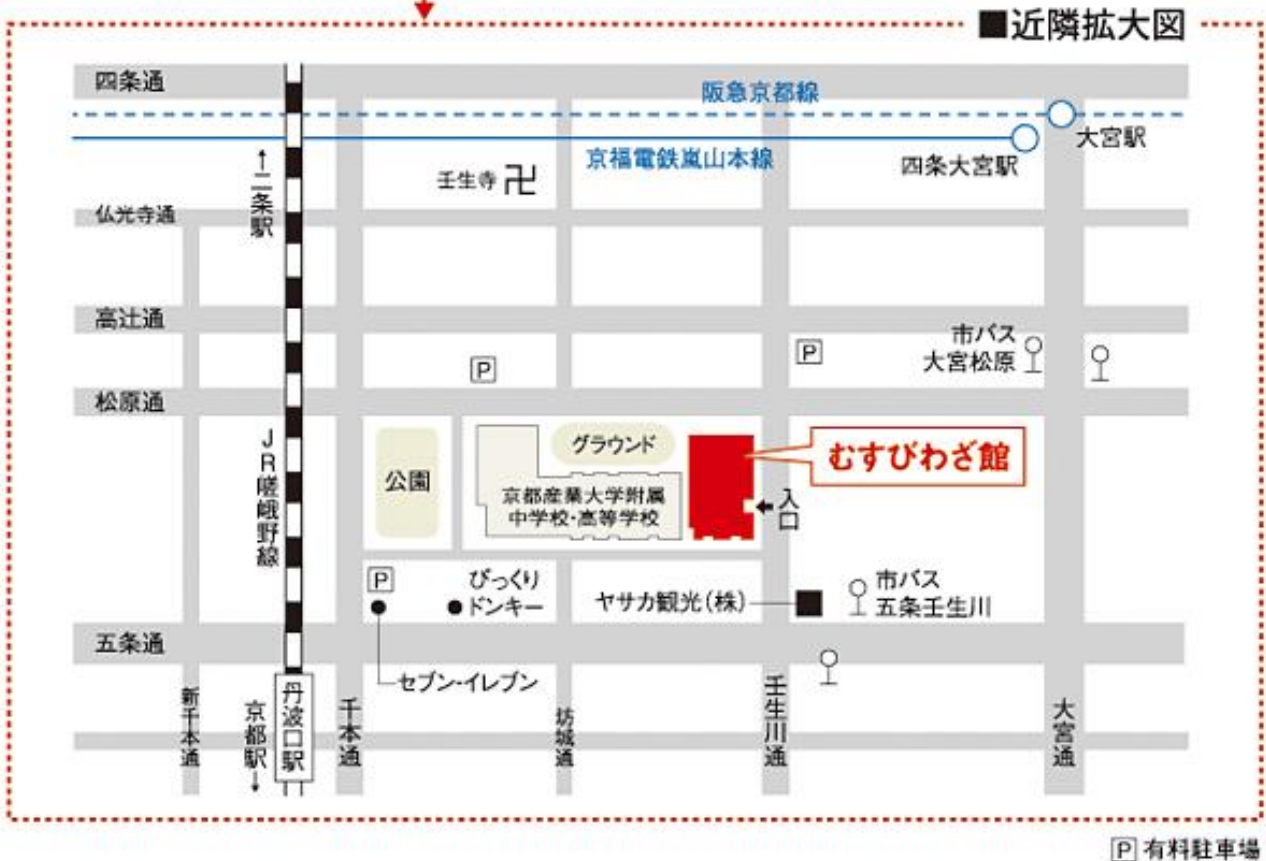 ■近隣拡大図
四条通
阪急京都線
大宮駅
京福電鉄嵐山本線
四条大宮駅
↑二条駅
壬生寺 卍
仏光寺通
高辻通
市バス
大宮松原
P
P
松原通
JR嵯峨野線
公園
グラウンド
京都産業大学附属
中学校・高等学校
むすびわざ館
入口
P
びっくり
ドンキー
ヤサカ観光(株)
市バス
五条壬生川
五条通
セブン-イレブン
新千本通
京都駅↓
丹波口駅
千本通
坊城通
壬生川通
大宮通
P 有料駐車場